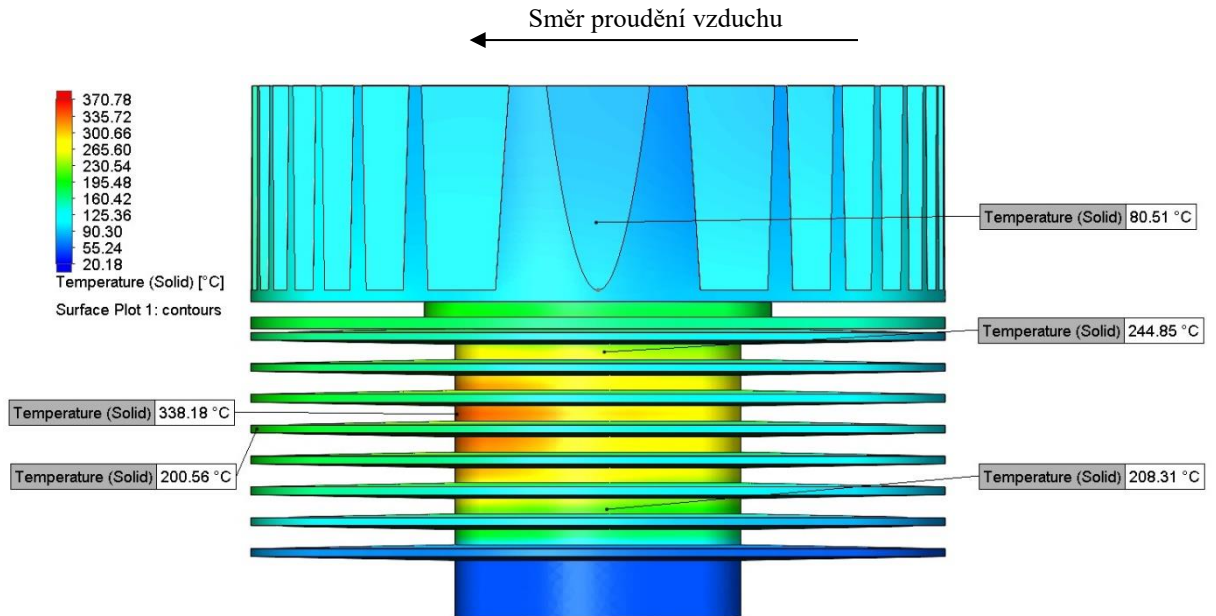 Směr proudění vzduchu
370.78
335.72
300.66
265.60
230.54
195.48
160.42
125.36
90.30
55.24
20.18
Temperature (Solid) [°C]
Surface Plot 1: contours
Temperature (Solid) 80.51 °C
Temperature (Solid) 244.85 °C
Temperature (Solid) 338.18 °C
Temperature (Solid) 200.56 °C
Temperature (Solid) 208.31 °C